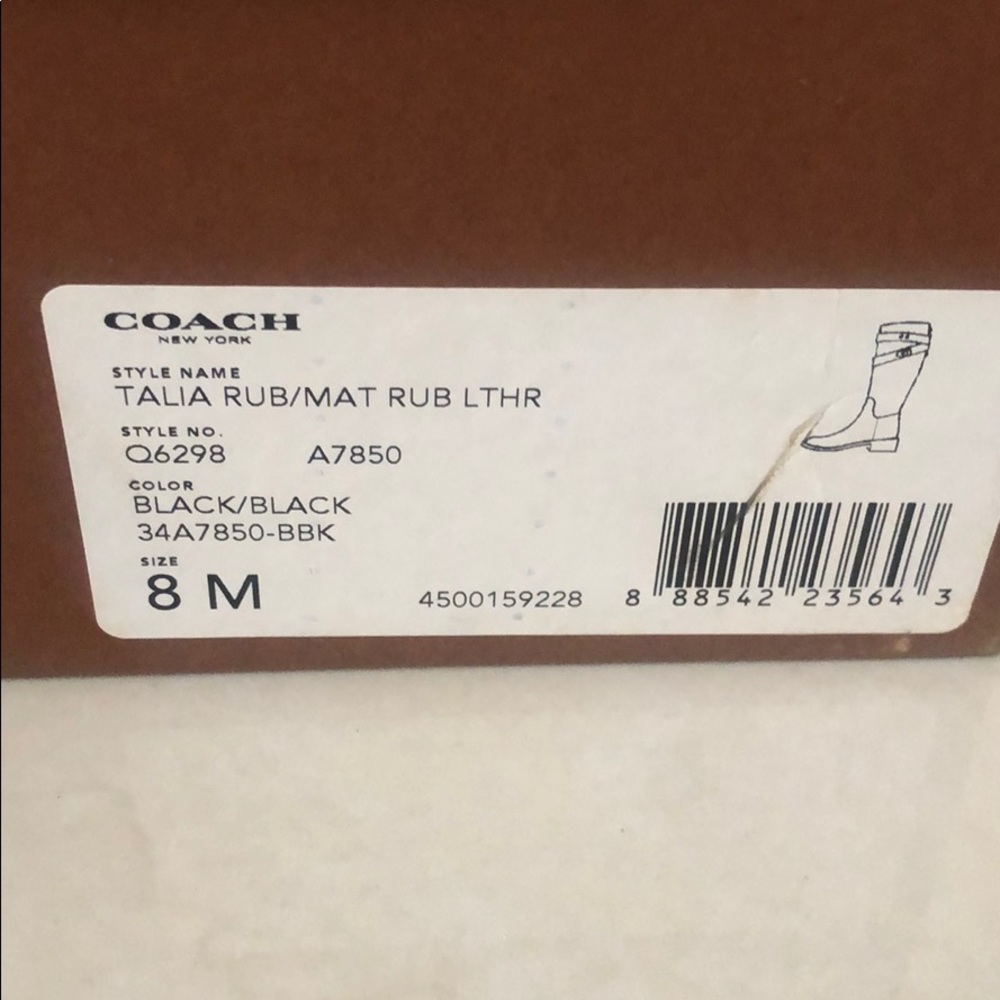 COACH
NEW YORK
STYLE NAME
TALIA RUB/MAT RUB LTHR
STYLE NO.
Q6298 A7850
COLOR
BLACK/BLACK
34A7850-BBK
SIZE
8 M
4500159228
8 88542 23564 3